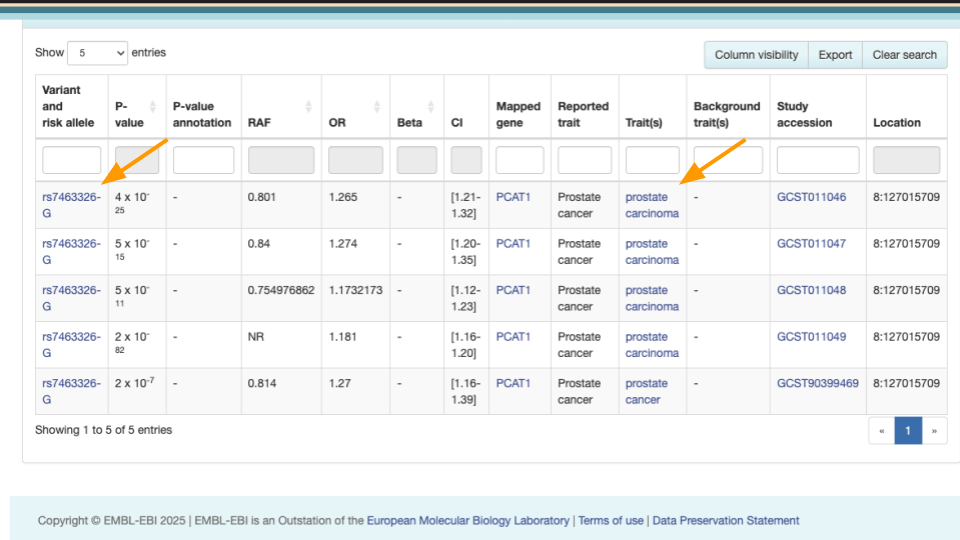 Show 5 entries
Column visibility Export Clear search
Variant and risk allele P-value P-value annotation RAF OR Beta CI Mapped gene Reported trait Trait(s) Background trait(s) Study accession Location
rs7463326-G 4 x 10-25 - 0.801 1.265 - [1.21-1.32] PCAT1 Prostate cancer prostate carcinoma - GCST011046 8:127015709
rs7463326-G 5 x 10-15 - 0.84 1.274 - [1.20-1.35] PCAT1 Prostate cancer prostate carcinoma - GCST011047 8:127015709
rs7463326-G 5 x 10-11 - 0.754976862 1.1732173 - [1.12-1.23] PCAT1 Prostate cancer prostate carcinoma - GCST011048 8:127015709
rs7463326-G 2 x 10-82 - NR 1.181 - [1.16-1.20] PCAT1 Prostate cancer prostate carcinoma - GCST011049 8:127015709
rs7463326-G 2 x 10-7 - 0.814 1.27 - [1.16-1.39] PCAT1 Prostate cancer prostate cancer - GCST90399469 8:127015709
Showing 1 to 5 of 5 entries
« 1 »
Copyright © EMBL-EBI 2025 | EMBL-EBI is an Outstation of the European Molecular Biology Laboratory | Terms of use | Data Preservation Statement